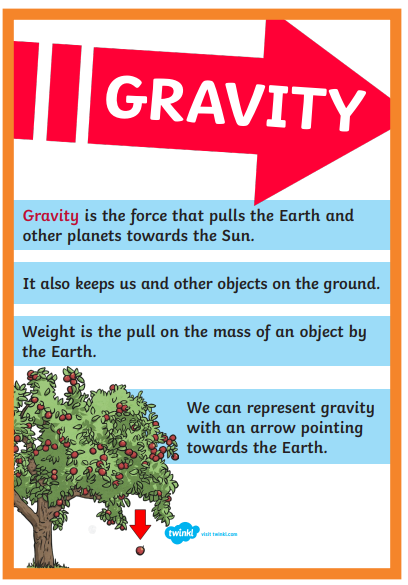 GRAVITY
Gravity is the force that pulls the Earth and
other planets towards the Sun.
It also keeps us and other objects on the ground.
Weight is the pull on the mass of an object by
the Earth.
We can represent gravity
with an arrow pointing
towards the Earth.
twinkl visit twinkl.com